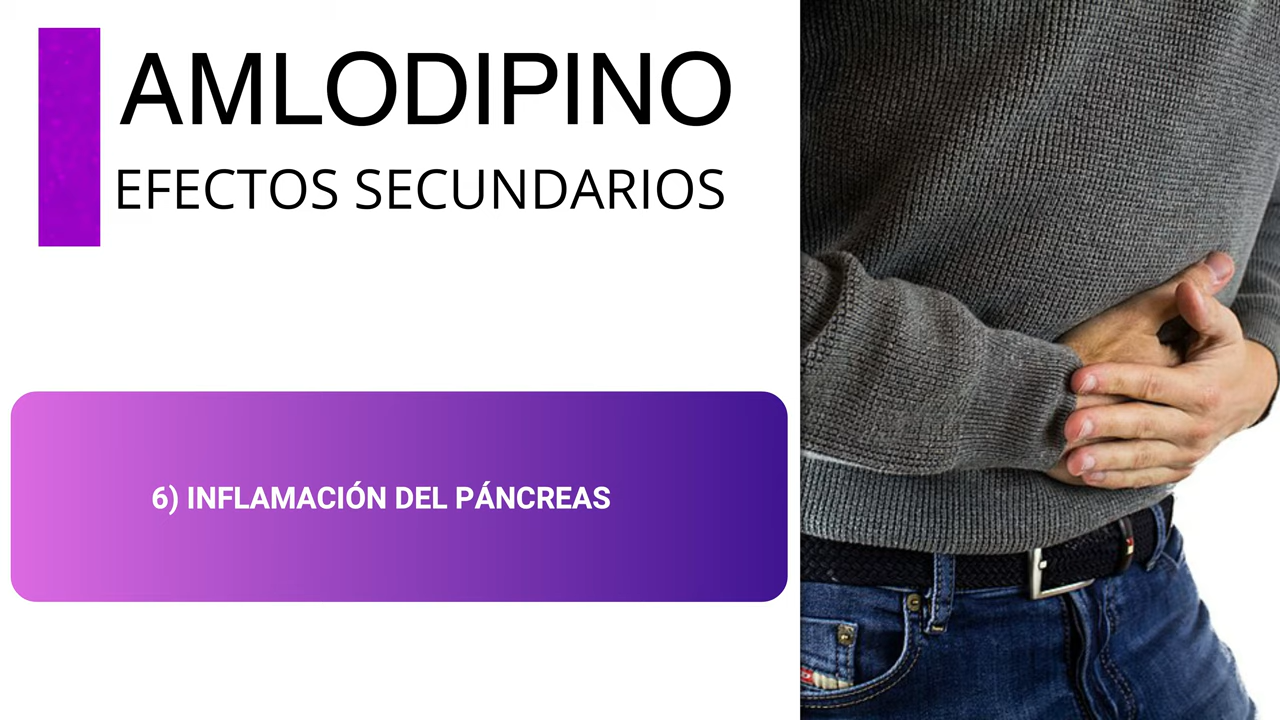 AMLODIPINO
EFECTOS SECUNDARIOS
6) INFLAMACIÓN DEL PÁNCREAS